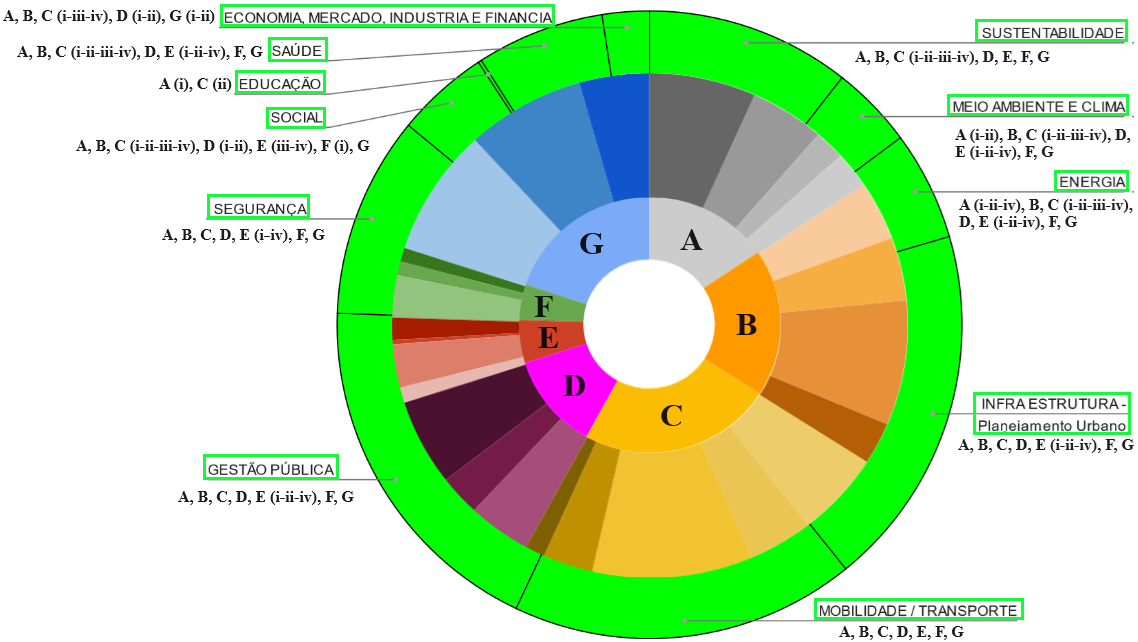 A, B, C (i-iii-iv), D (i-ii), G (i-ii) ECONOMIA, MERCADO, INDUSTRIA E FINANCIA
A, B, C (i-ii-iii-iv), D, E (i-ii-iv), F, G SAÚDE
A (i), C (ii) EDUCAÇÃO
SOCIAL
A, B, C (i-ii-iii-iv), D (i-ii), E (iii-iv), F (i), G
SEGURANÇA
A, B, C, D, E (i-iv), F, G
GESTÃO PÚBLICA
A, B, C, D, E (i-ii-iv), F, G
SUSTENTABILIDADE
A, B, C (i-ii-iii-iv), D, E, F, G
MEIO AMBIENTE E CLIMA
A (i-ii), B, C (i-ii-iii-iv), D,
E (i-ii-iv), F, G
ENERGIA
A (i-ii-iv), B, C (i-ii-iii-iv),
D, E (i-ii-iv), F, G
INFRA ESTRUTURA -
Planeiamento Urbano
A, B, C, D, E (i-ii-iv), F, G
MOBILIDADE / TRANSPORTE
A, B, C, D, E, F, G
A
B
C
D
E
F
G